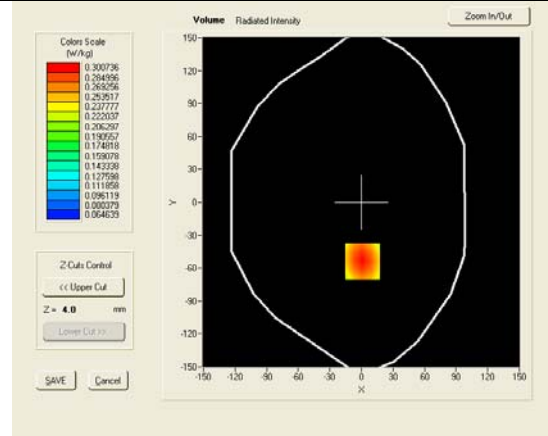 Volume Radiated Intensity
Zoom In/Out
Colors Scale
(W/kg)
0.300736
0.284996
0.269256
0.253517
0.237777
0.222037
0.206297
0.190557
0.174818
0.159078
0.143338
0.127598
0.111858
0.096119
0.080379
0.064639
Z-Cuts Control
<< Upper Cut
Z = 4.0 mm
Lower Cut >>
SAVE Cancel
150
120
90
60
30
0
-30
-60
-90
-120
-150
Y
-150 -120 -90 -60 -30 0 30 60 90 120 150
X